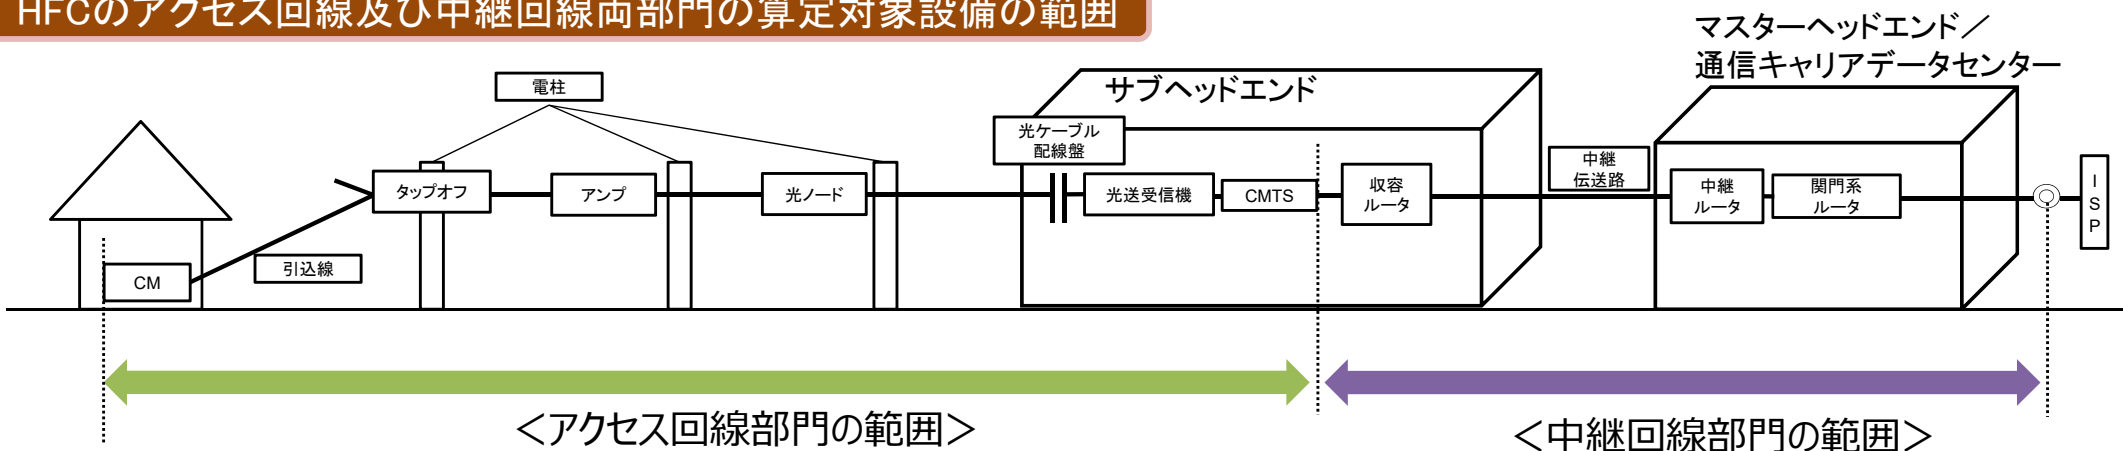 HFCのアクセス回線及び中継回線両部門の算定対象設備の範囲
マスターヘッドエンド／
通信キャリアデータセンター
電柱
サブヘッドエンド
光ケーブル
配線盤
タップオフ
アンプ
光ノード
光送受信機
CMTS
収容
ルータ
中継
伝送路
中継
ルータ
関門系
ルータ
I
S
P
引込線
CM
＜アクセス回線部門の範囲＞
＜中継回線部門の範囲＞